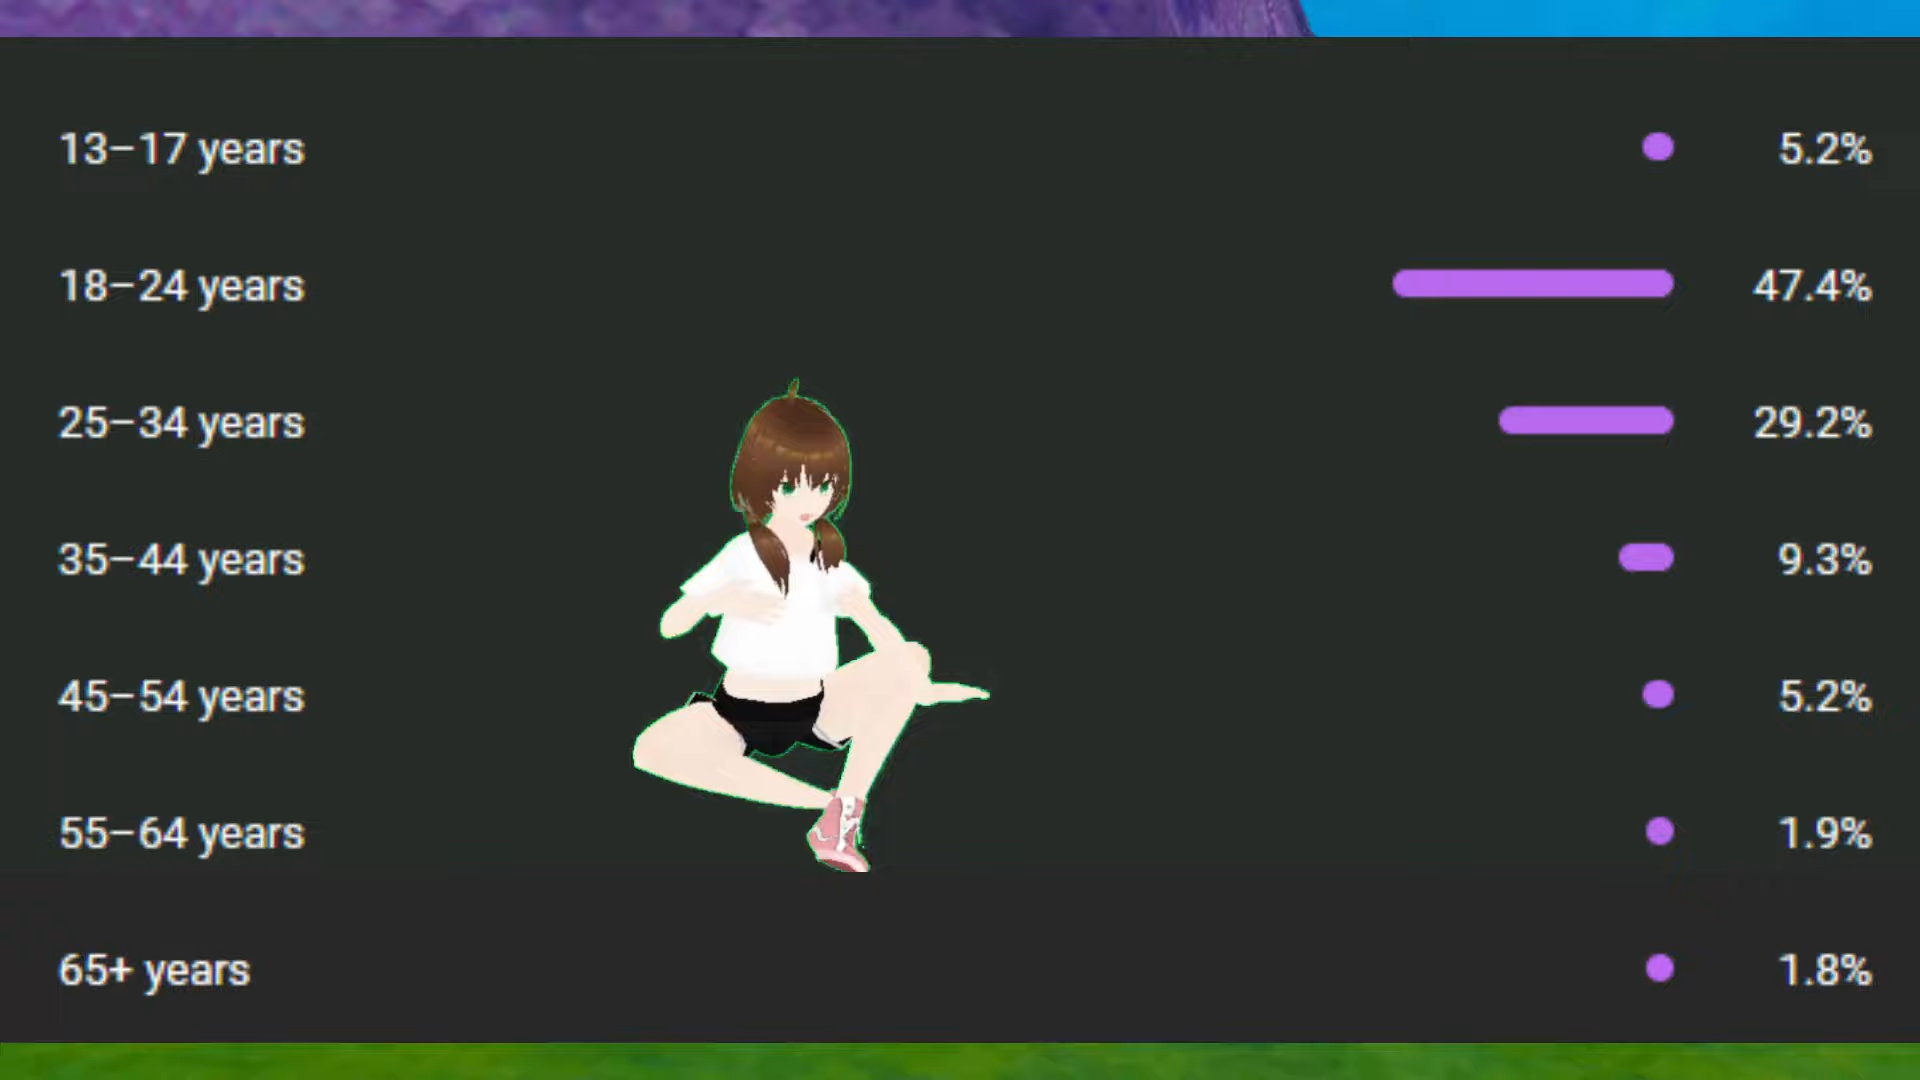 13–17 years 5.2%
18–24 years 47.4%
25–34 years 29.2%
35–44 years 9.3%
45–54 years 5.2%
55–64 years 1.9%
65+ years 1.8%